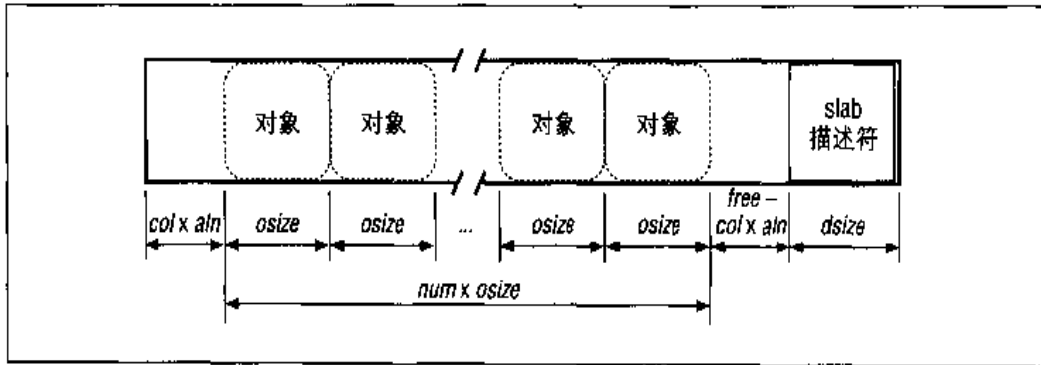 对象
对象
对象
对象
slab
描述符
col x aln
osize
osize
...
osize
osize
free –
col x aln
dsize
num x osize